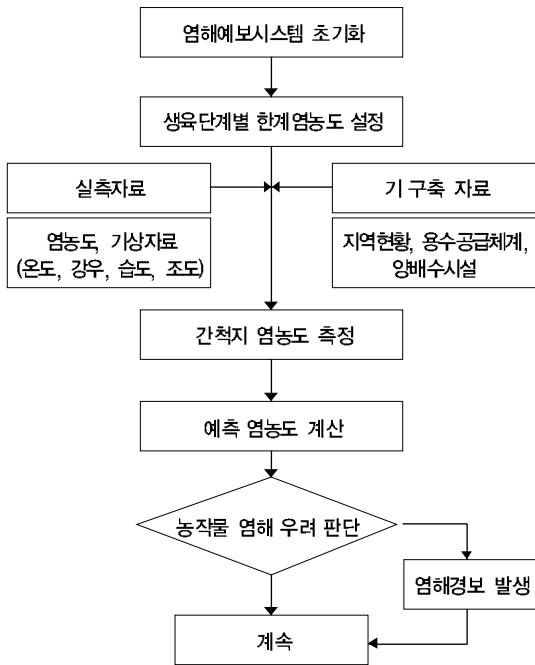 염해예보시스템 초기화
생육단계별 한계염농도 설정
실측자료
기 구축 자료
염농도, 기상자료
(온도, 강우, 습도, 조도)
지역현황, 용수공급체계,
양배수시설
간척지 염농도 측정
예측 염농도 계산
농작물 염해 우려 판단
염해경보 발생
계속